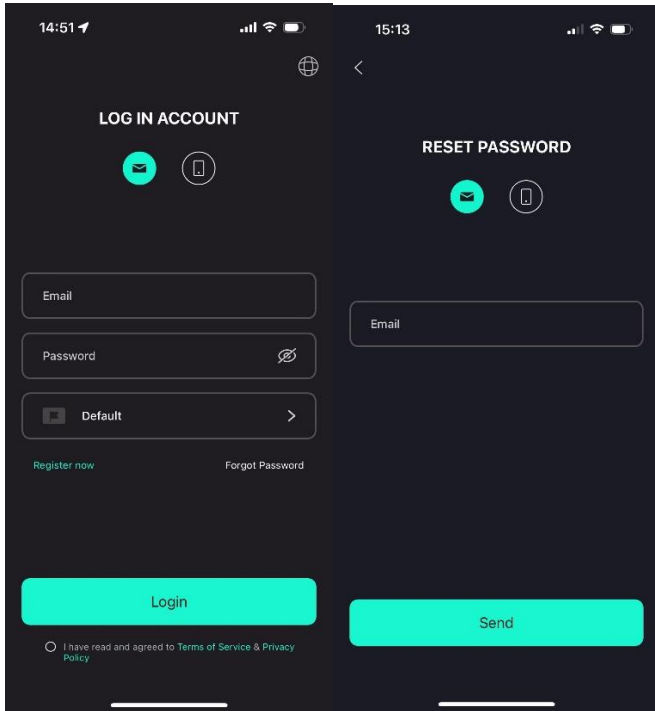 14:51
LOG IN ACCOUNT
Email
Password
Default
Register now
Forgot Password
Login
I have read and agreed to Terms of Service & Privacy
Policy
15:13
RESET PASSWORD
Email
Send